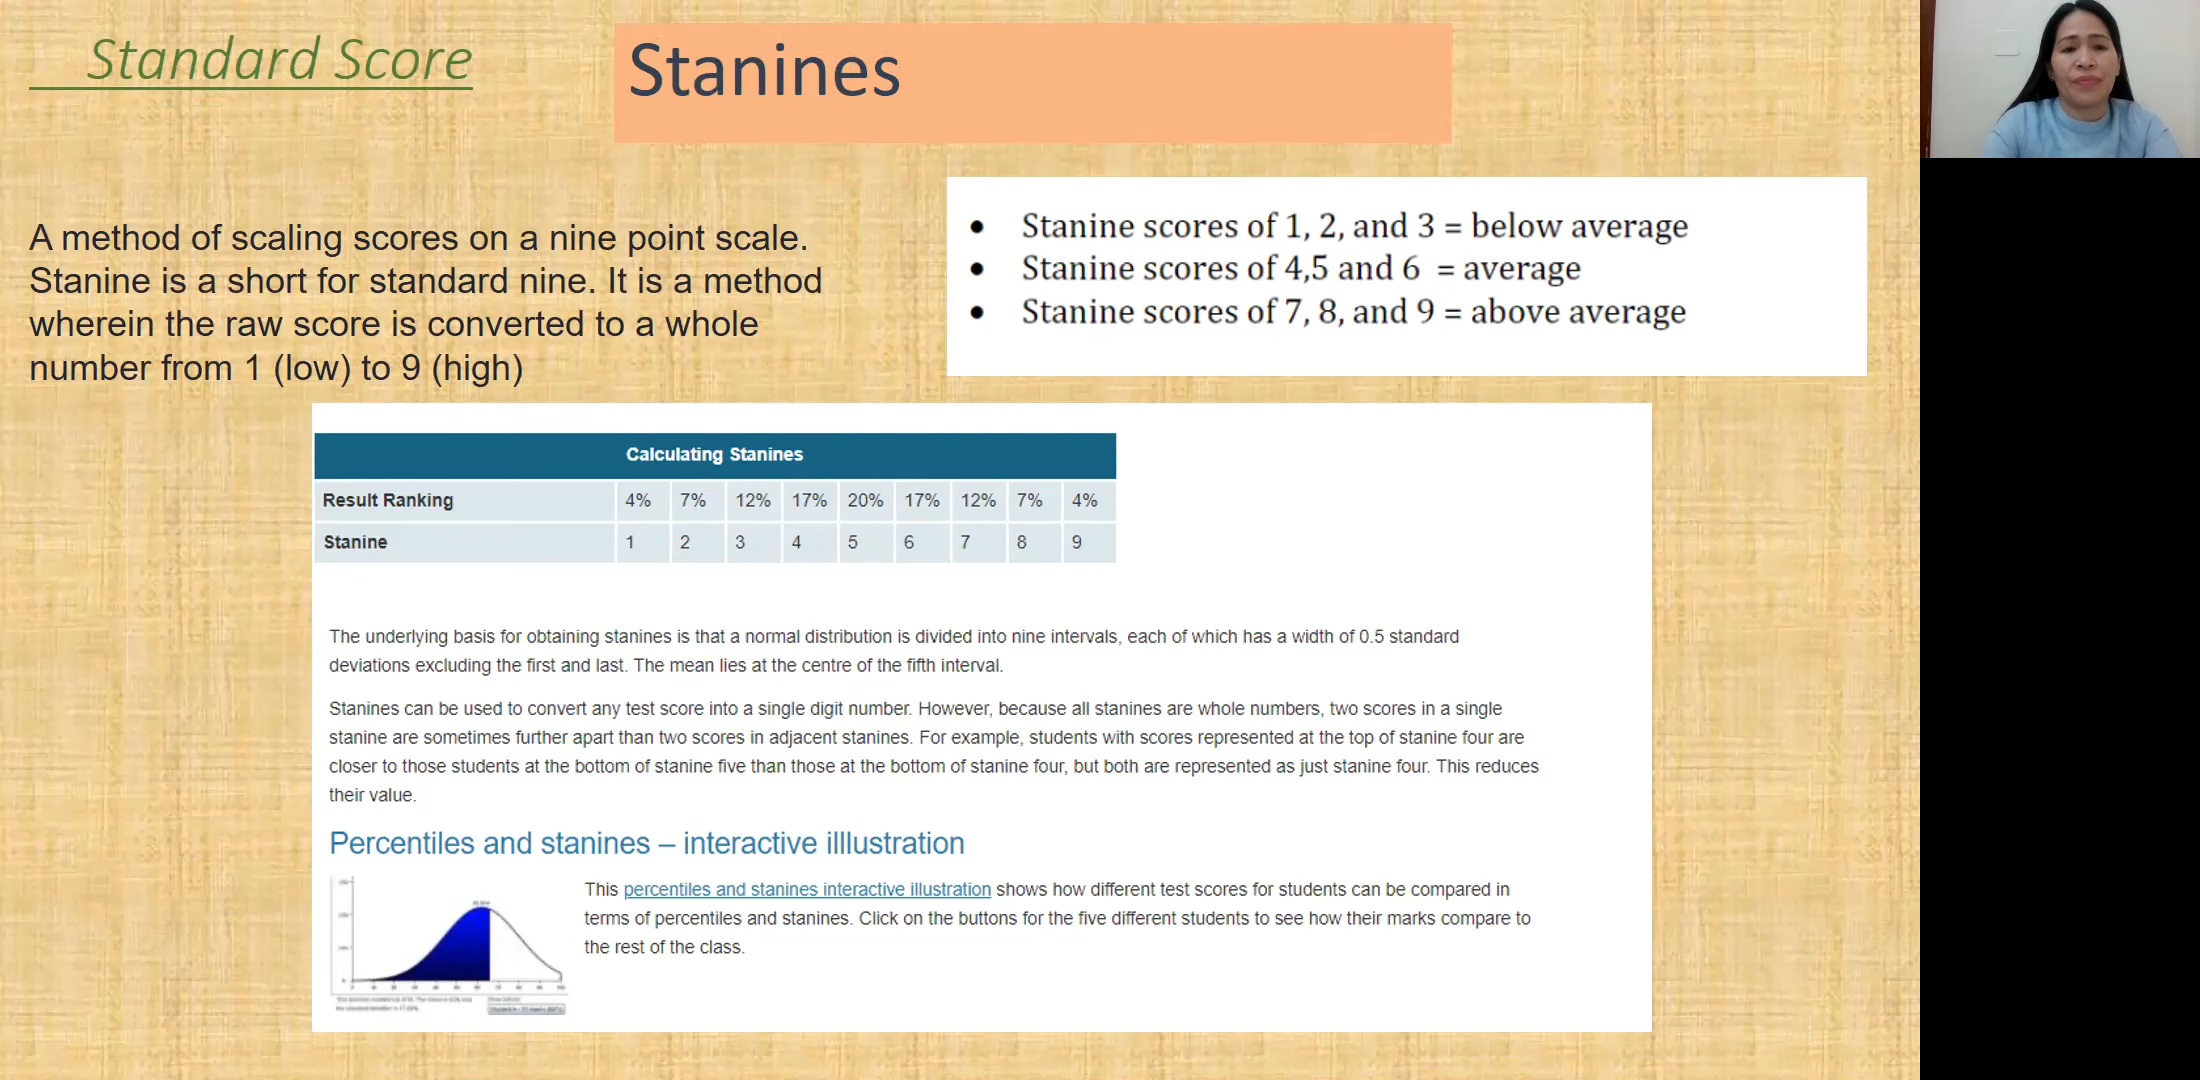 Standard Score
Stanines
A method of scaling scores on a nine point scale.
Stanine is a short for standard nine. It is a method
wherein the raw score is converted to a whole
number from 1 (low) to 9 (high)
• Stanine scores of 1, 2, and 3 = below average
• Stanine scores of 4,5 and 6 = average
• Stanine scores of 7, 8, and 9 = above average
Calculating Stanines
Result Ranking 4% 7% 12% 17% 20% 17% 12% 7% 4%
Stanine 1 2 3 4 5 6 7 8 9
The underlying basis for obtaining stanines is that a normal distribution is divided into nine intervals, each of which has a width of 0.5 standard
deviations excluding the first and last. The mean lies at the centre of the fifth interval.
Stanines can be used to convert any test score into a single digit number. However, because all stanines are whole numbers, two scores in a single
stanine are sometimes further apart than two scores in adjacent stanines. For example, students with scores represented at the top of stanine four are
closer to those students at the bottom of stanine five than those at the bottom of stanine four, but both are represented as just stanine four. This reduces
their value.
Percentiles and stanines – interactive illlustration
This percentiles and stanines interactive illustration shows how different test scores for students can be compared in
terms of percentiles and stanines. Click on the buttons for the five different students to see how their marks compare to
the rest of the class.